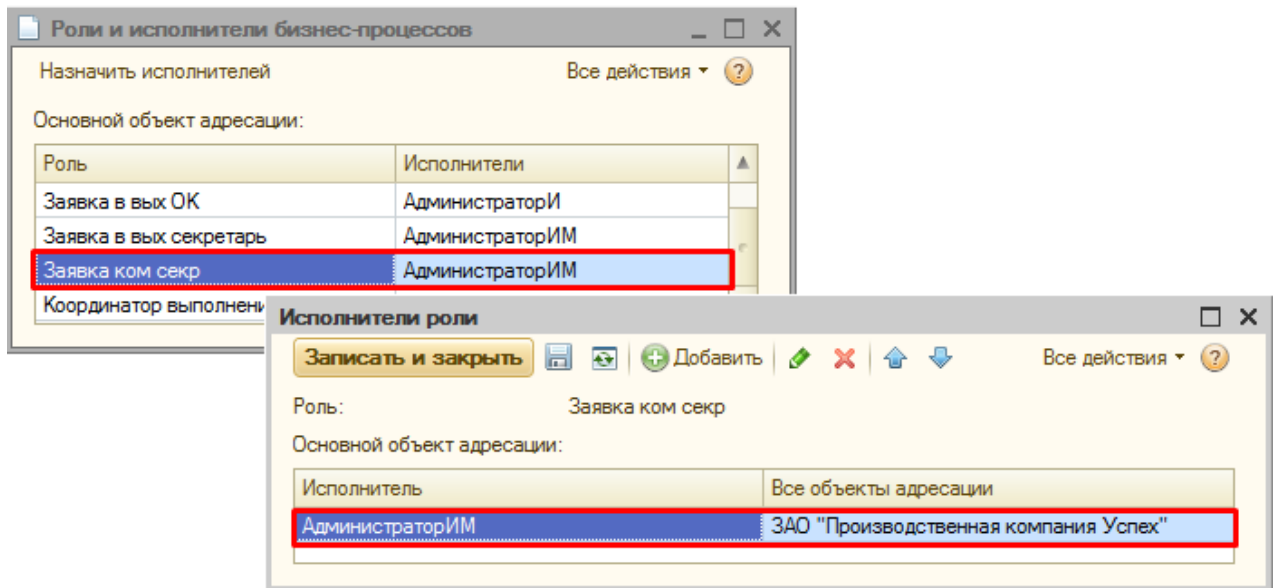 Роли и исполнители бизнес-процессов
Назначить исполнителей Все действия
Основной объект адресации:
Роль Исполнители
Заявка в вых ОК АдминистраторИ
Заявка в вых секретарь АдминистраторИМ
Заявка ком секр АдминистраторИМ
Координатор выполнени
Исполнители роли
Записать и закрыть Добавить Все действия
Роль: Заявка ком секр
Основной объект адресации:
Исполнитель Все объекты адресации
АдминистраторИМ ЗАО "Производственная компания Успех"